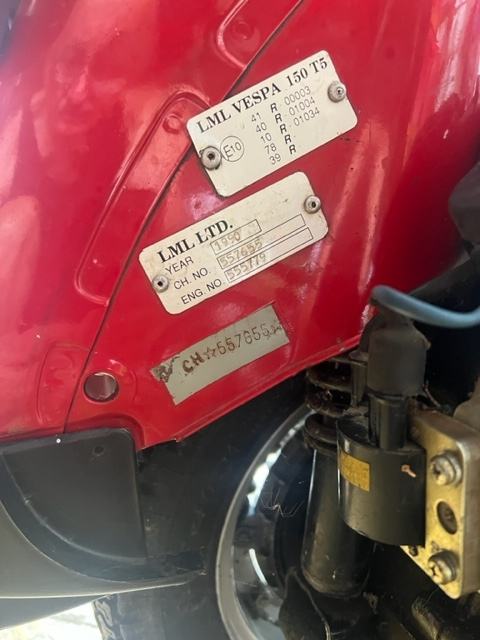 LML VESPA 150 T5
E10
41 R 00003
40 R 01004
10 R 01034
78 R
39 R
LML LTD.
YEAR 1990
CH. NO. 557655
ENG. NO. 555779
CH☆557655☆